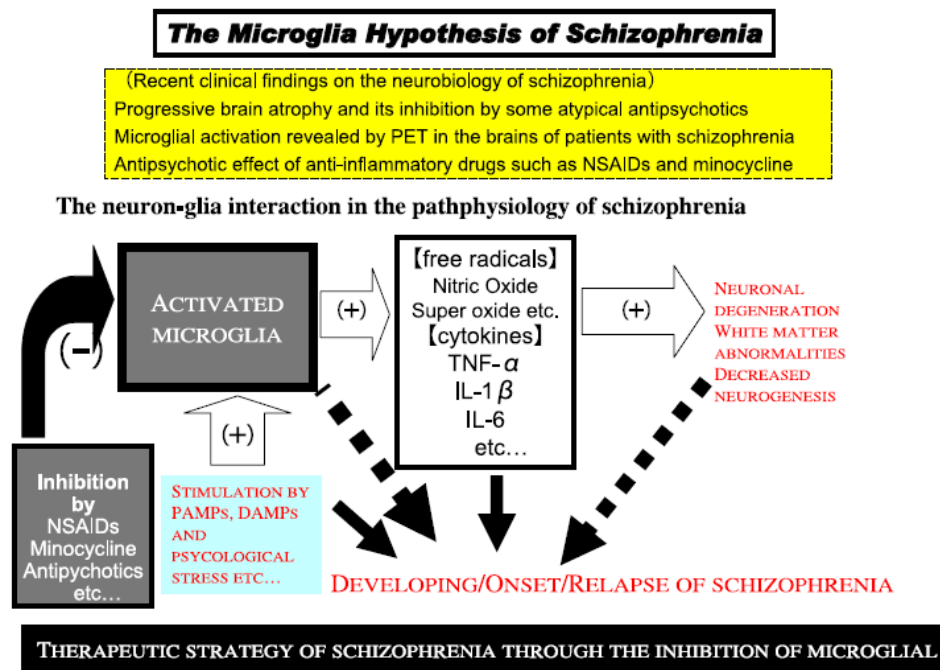 The Microglia Hypothesis of Schizophrenia
(Recent clinical findings on the neurobiology of schizophrenia)
Progressive brain atrophy and its inhibition by some atypical antipsychotics
Microglial activation revealed by PET in the brains of patients with schizophrenia
Antipsychotic effect of anti-inflammatory drugs such as NSAIDs and minocycline
The neuron-glia interaction in the pathphysiology of schizophrenia
(-)
ACTIVATED
MICROGLIA
(+)
【free radicals】
Nitric Oxide
Super oxide etc.
【cytokines】
TNF-α
IL-1β
IL-6
etc…
(+)
NEURONAL
DEGENERATION
WHITE MATTER
ABNORMALITIES
DECREASED
NEUROGENESIS
(+)
Inhibition
by
NSAIDs
Minocycline
Antipychotics
etc…
STIMULATION BY
PAMPS, DAMPS
AND
PSYCOLOGICAL
STRESS ETC…
DEVELOPING/ONSET/RELAPSE OF SCHIZOPHRENIA
THERAPEUTIC STRATEGY OF SCHIZOPHRENIA THROUGH THE INHIBITION OF MICROGLIAL